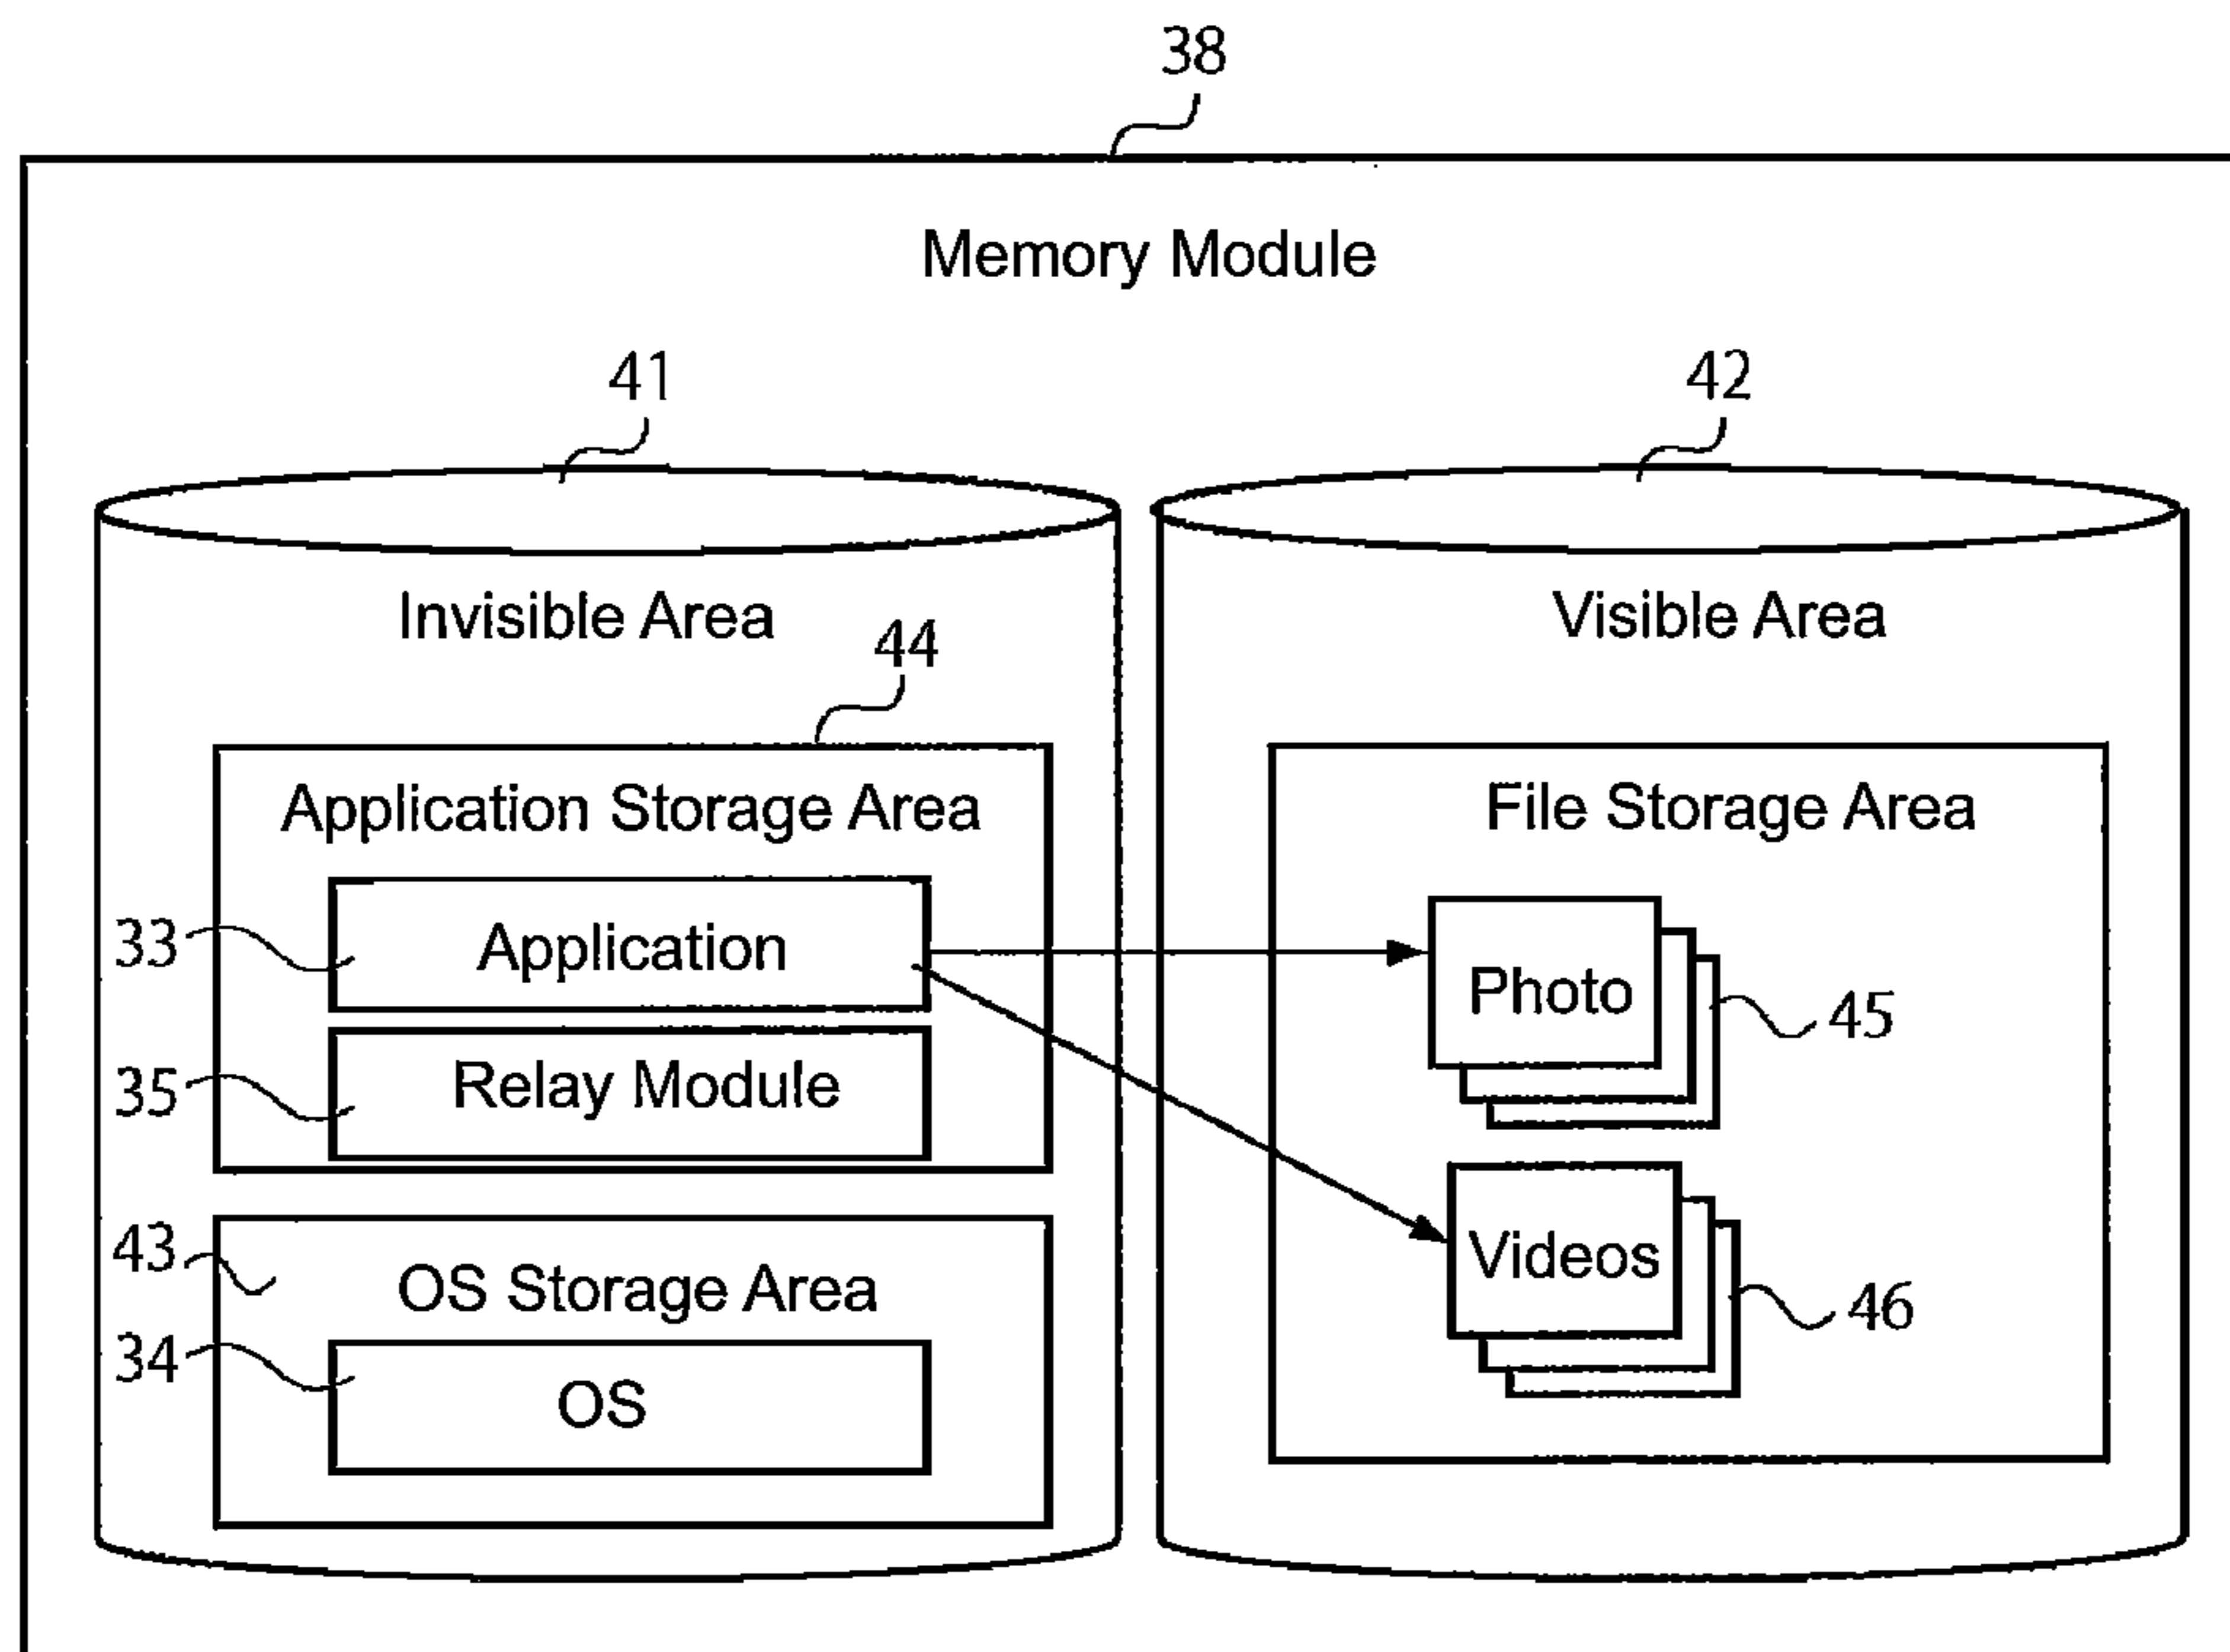 38
Memory Module
41
42
Invisible Area
Visible Area
44
Application Storage Area
File Storage Area
33
Application
Photo
45
35
Relay Module
43
OS Storage Area
Videos
46
34
OS